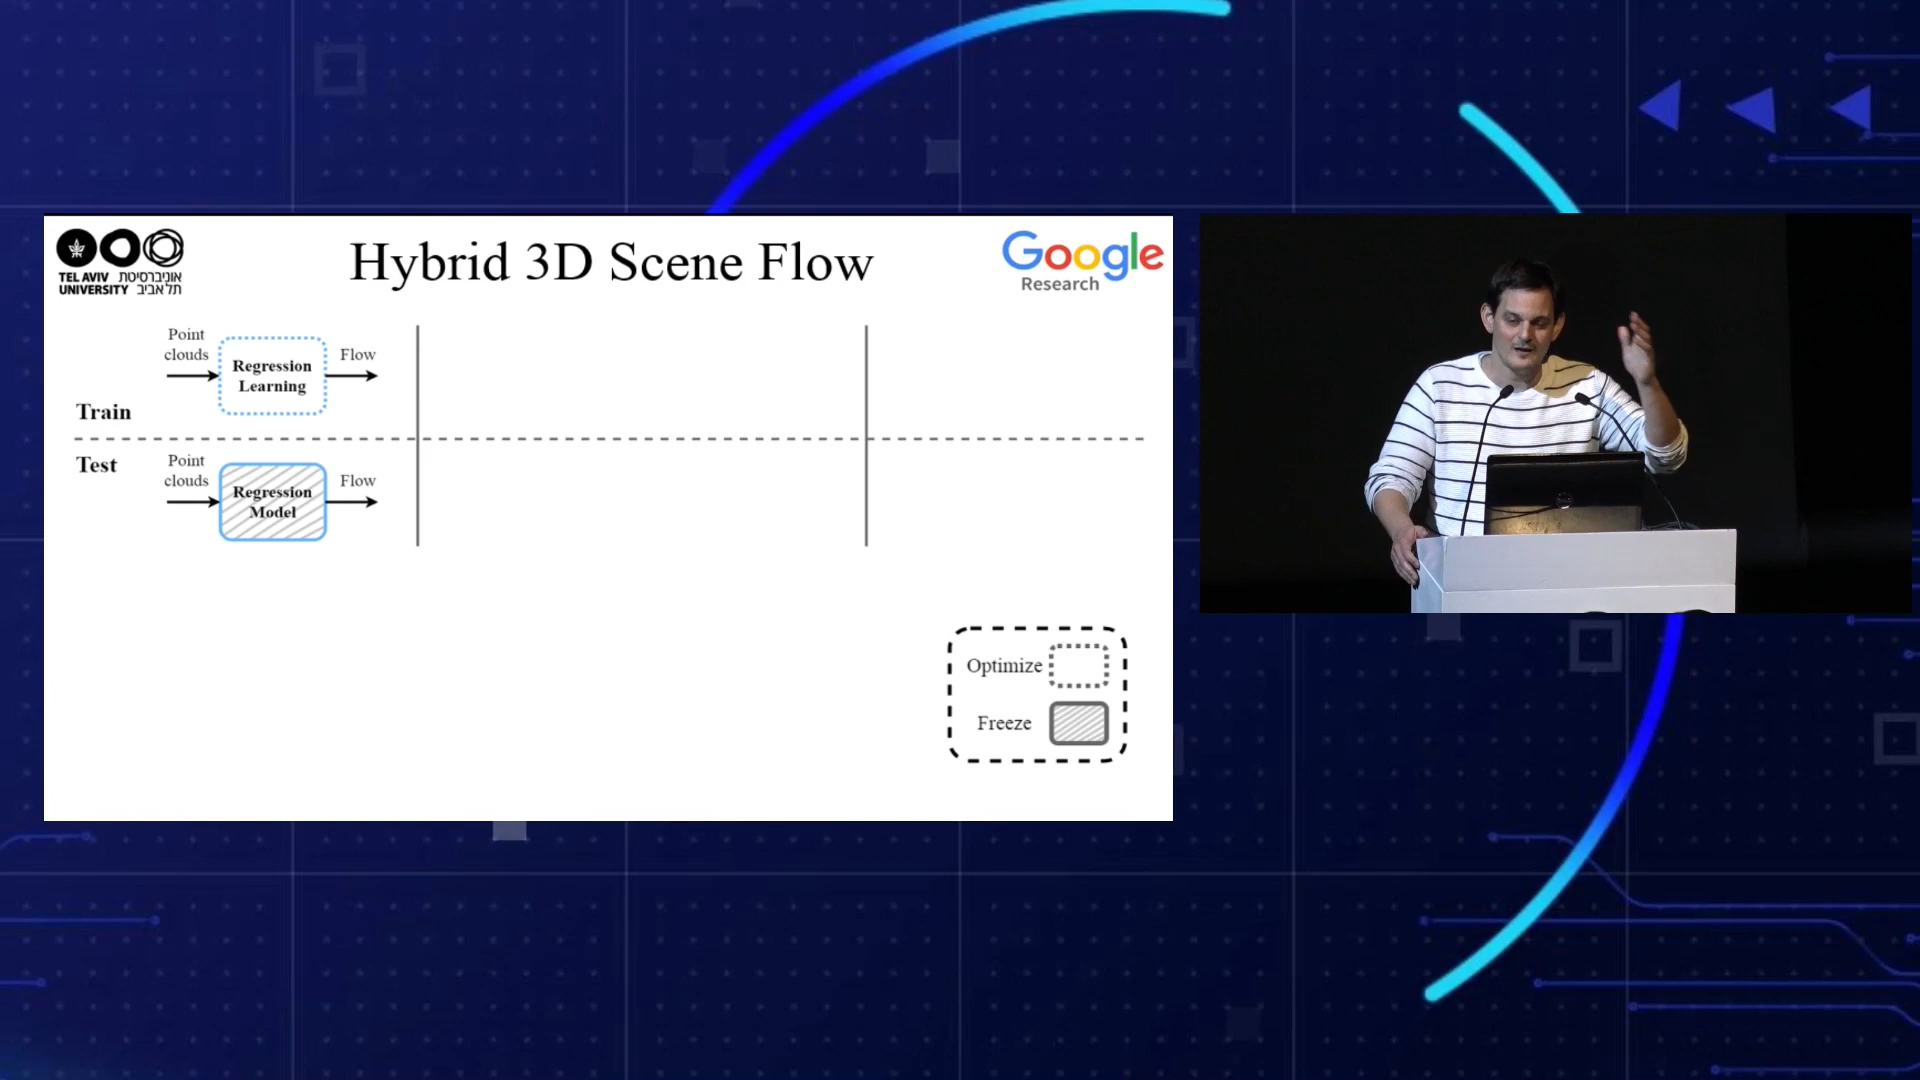 TEL AVIV אוניברסיטת
UNIVERSITY תל אביב
Hybrid 3D Scene Flow
Google
Research
Point
clouds
Regression
Learning
Flow
Train
Test
Point
clouds
Regression
Model
Flow
Optimize
Freeze